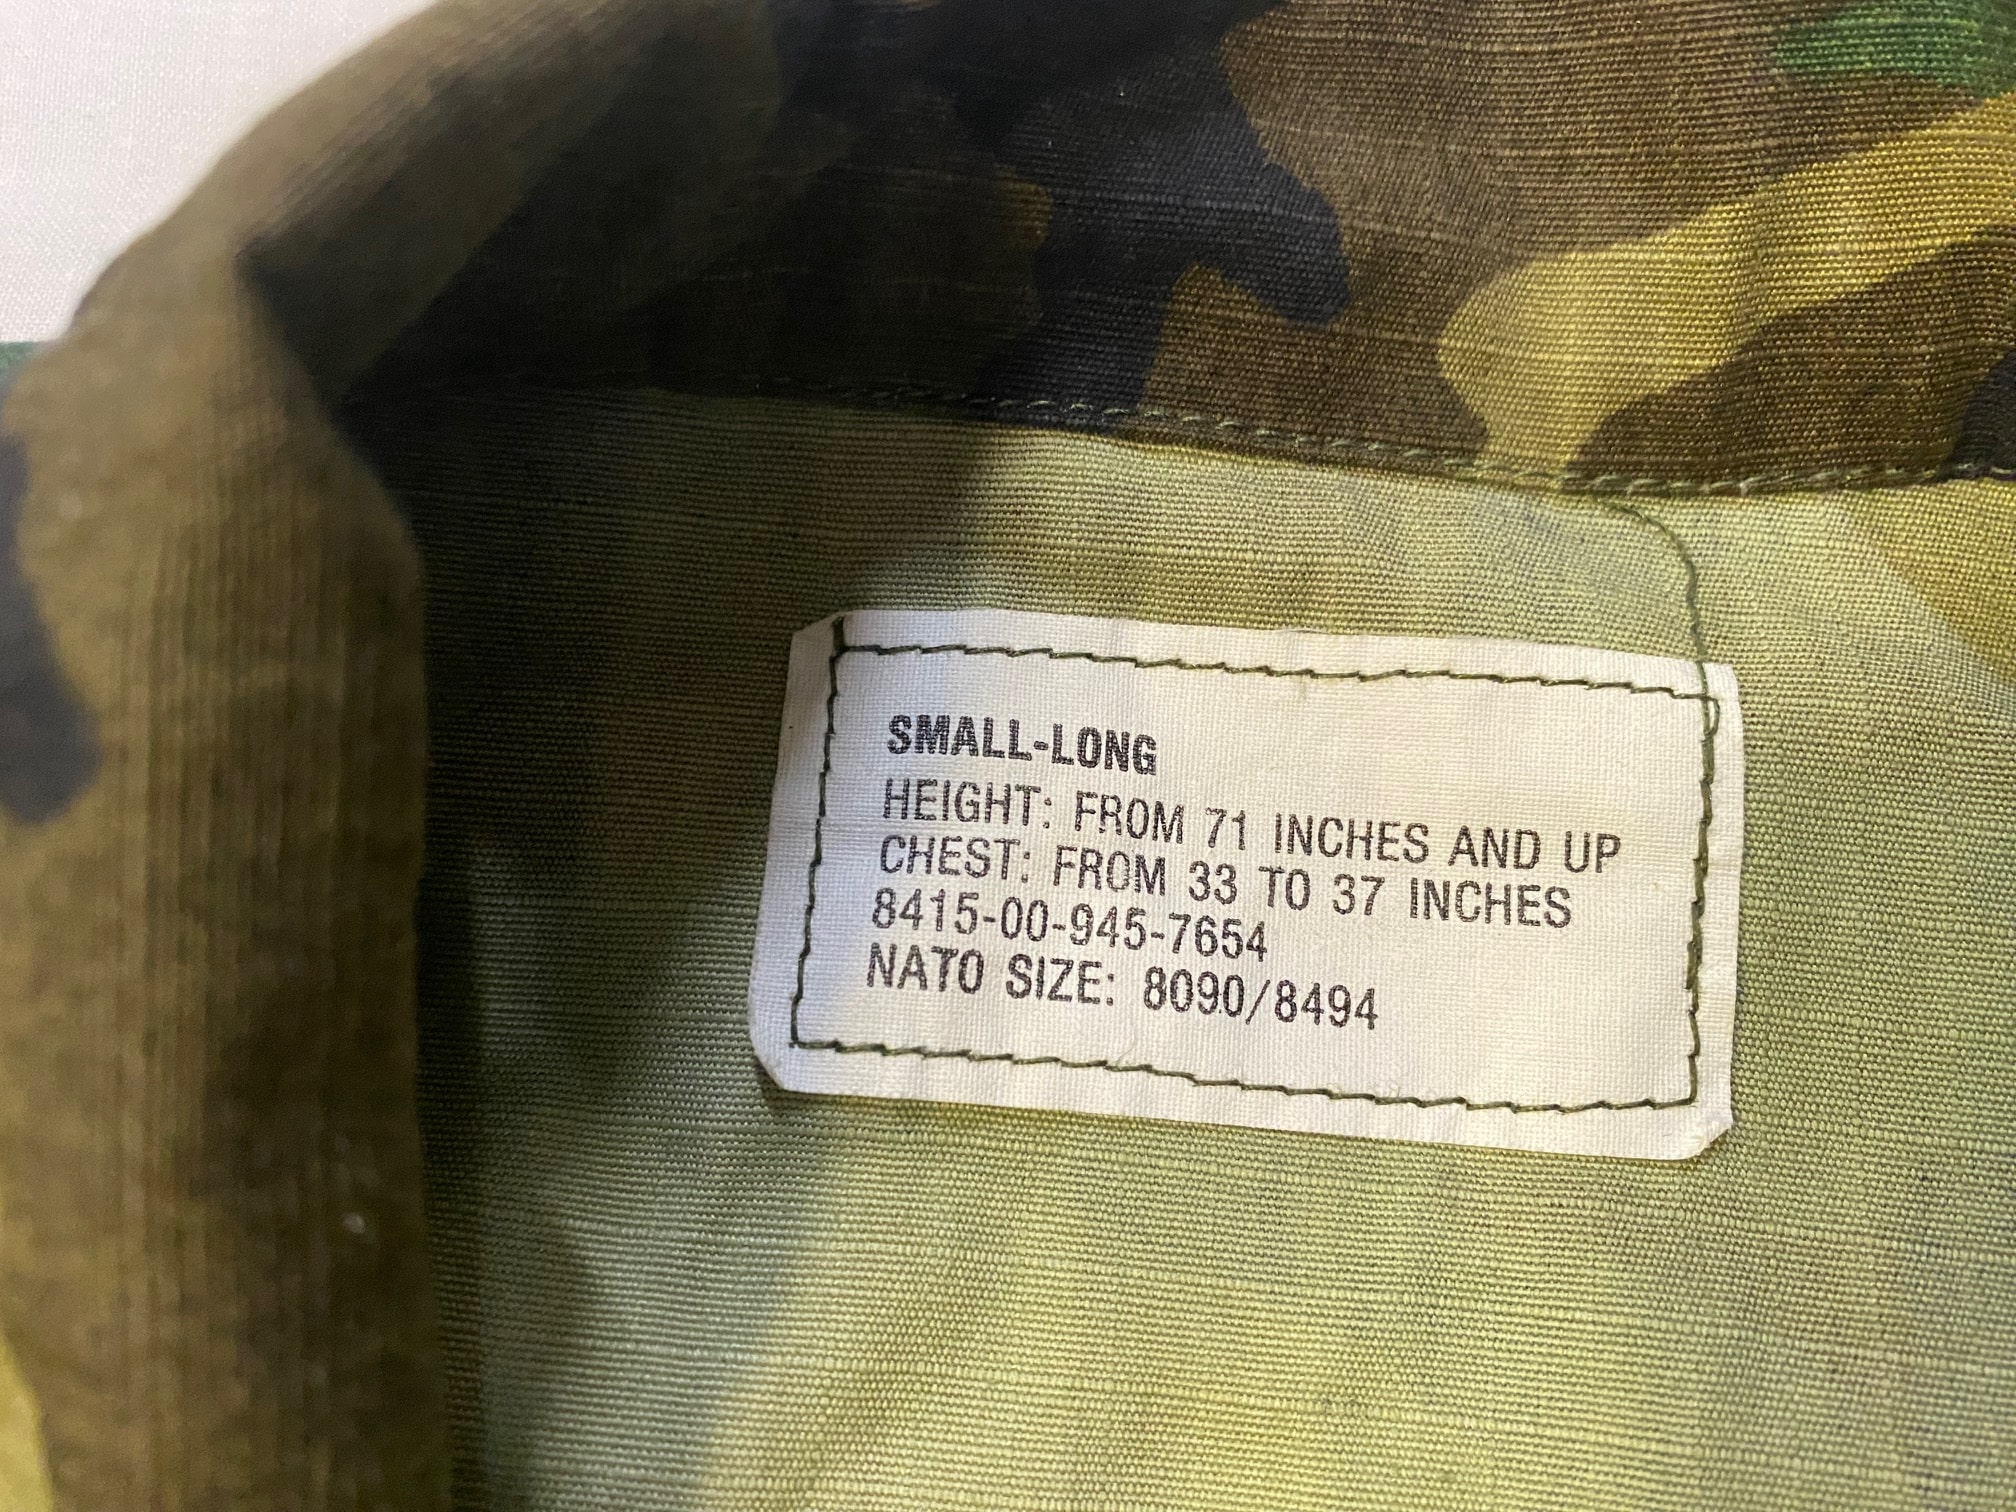 SMALL-LONG
HEIGHT: FROM 71 INCHES AND UP
CHEST: FROM 33 TO 37 INCHES
8415-00-945-7654
NATO SIZE: 8090/8494